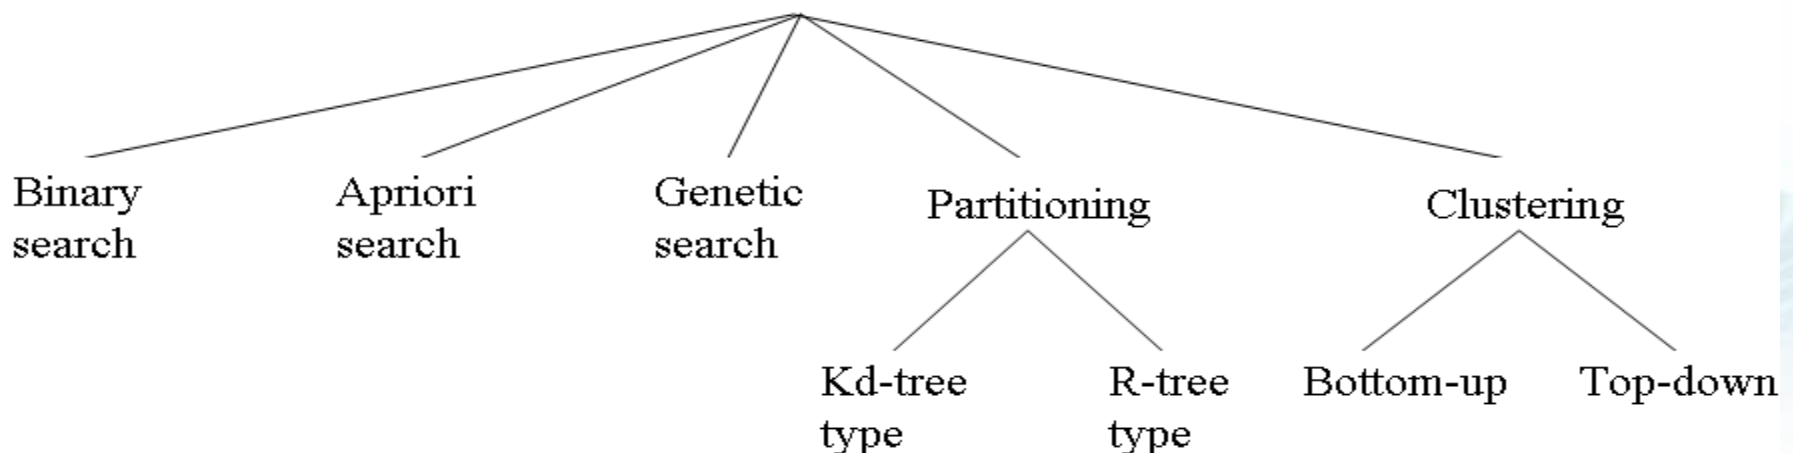 Binary
search
Apriori
search
Genetic
search
Partitioning
Clustering
Kd-tree
type
R-tree
type
Bottom-up
Top-down